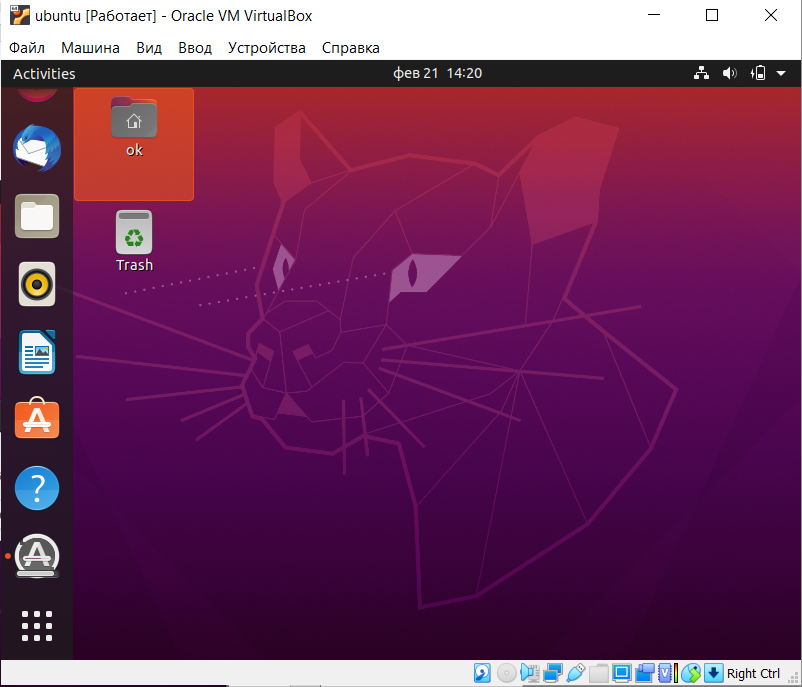 ubuntu [Работает] - Oracle VM VirtualBox
Файл Машина Вид Ввод Устройства Справка
Activities фев 21 14:20
ok
Trash
Right Ctrl